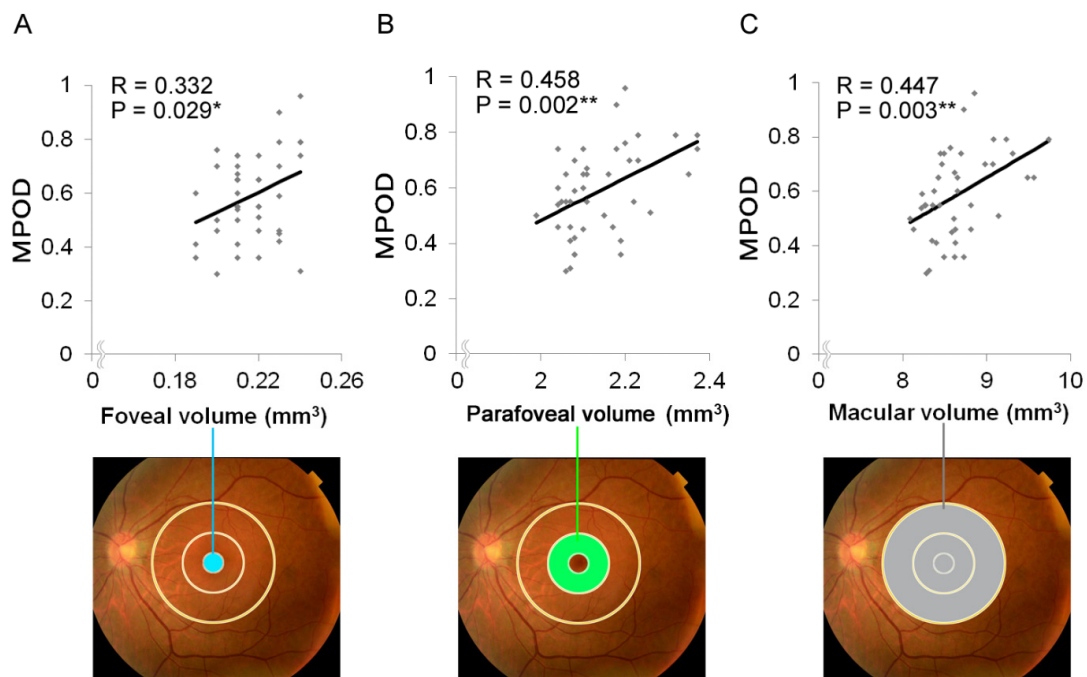 A
R = 0.332
P = 0.029*
1
0.8
0.6
0.4
0.2
0
MPOD
0 0.18 0.22 0.26
Foveal volume (mm³)
B
R = 0.458
P = 0.002**
1
0.8
0.6
0.4
0.2
0
MPOD
0 2 2.2 2.4
Parafoveal volume (mm³)
C
R = 0.447
P = 0.003**
1
0.8
0.6
0.4
0.2
0
MPOD
0 8 9 10
Macular volume (mm³)